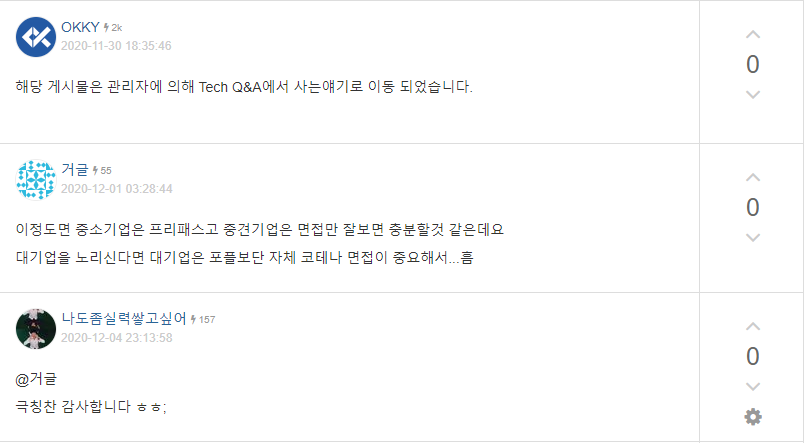 OKKY 2k
2020-11-30 18:35:46
해당 게시물은 관리자에 의해 Tech Q&A에서 사는얘기로 이동 되었습니다.
0
거글 55
2020-12-01 03:28:44
이정도면 중소기업은 프리패스고 중견기업은 면접만 잘보면 충분할것 같은데요
대기업을 노리신다면 대기업은 포폴보단 자체 코테나 면접이 중요해서...흠
0
나도좀실력쌓고싶어 157
2020-12-04 23:13:58
@거글
극칭찬 감사합니다 ㅎㅎ;
0